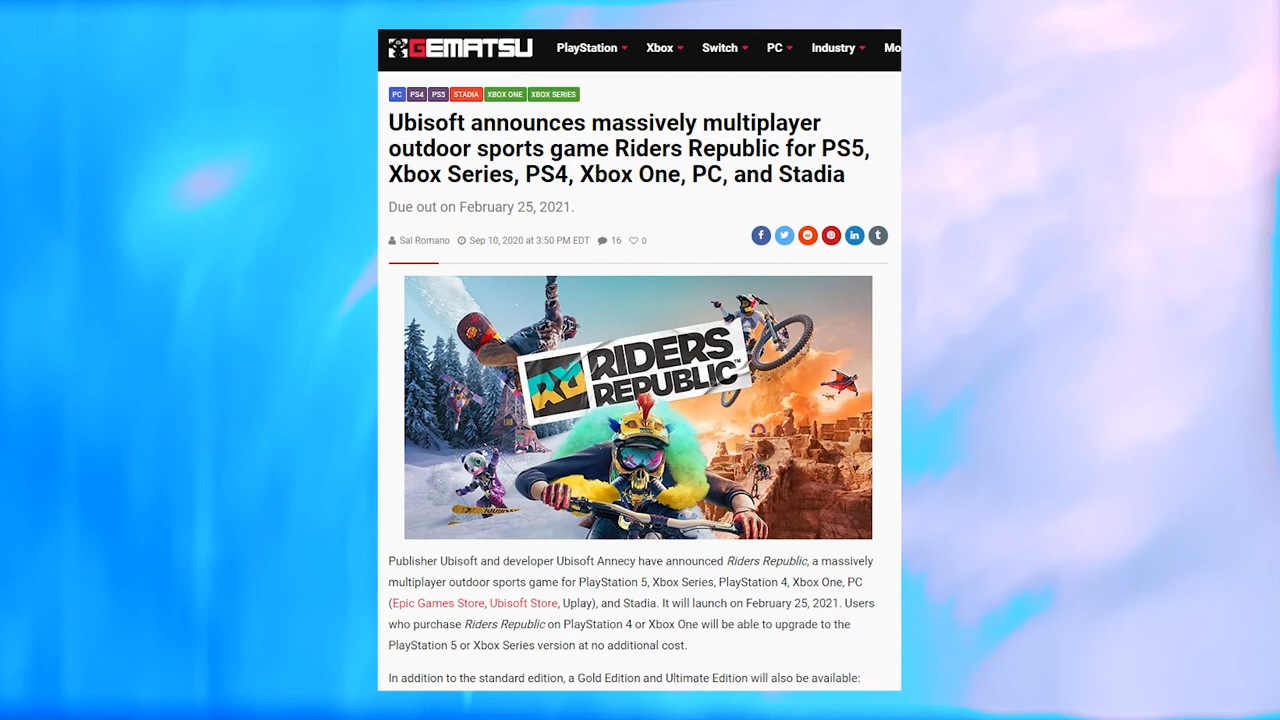 GEMATSU PlayStation Xbox Switch PC Industry Mo
PC PS4 PS5 STADIA XBOX ONE XBOX SERIES
Ubisoft announces massively multiplayer
outdoor sports game Riders Republic for PS5,
Xbox Series, PS4, Xbox One, PC, and Stadia
Due out on February 25, 2021.
Sal Romano Sep 10, 2020 at 3:50 PM EDT 16 0
RIDERS
REPUBLIC™
Publisher Ubisoft and developer Ubisoft Annecy have announced Riders Republic, a massively
multiplayer outdoor sports game for PlayStation 5, Xbox Series, PlayStation 4, Xbox One, PC
(Epic Games Store, Ubisoft Store, Uplay), and Stadia. It will launch on February 25, 2021. Users
who purchase Riders Republic on PlayStation 4 or Xbox One will be able to upgrade to the
PlayStation 5 or Xbox Series version at no additional cost.
In addition to the standard edition, a Gold Edition and Ultimate Edition will also be available: